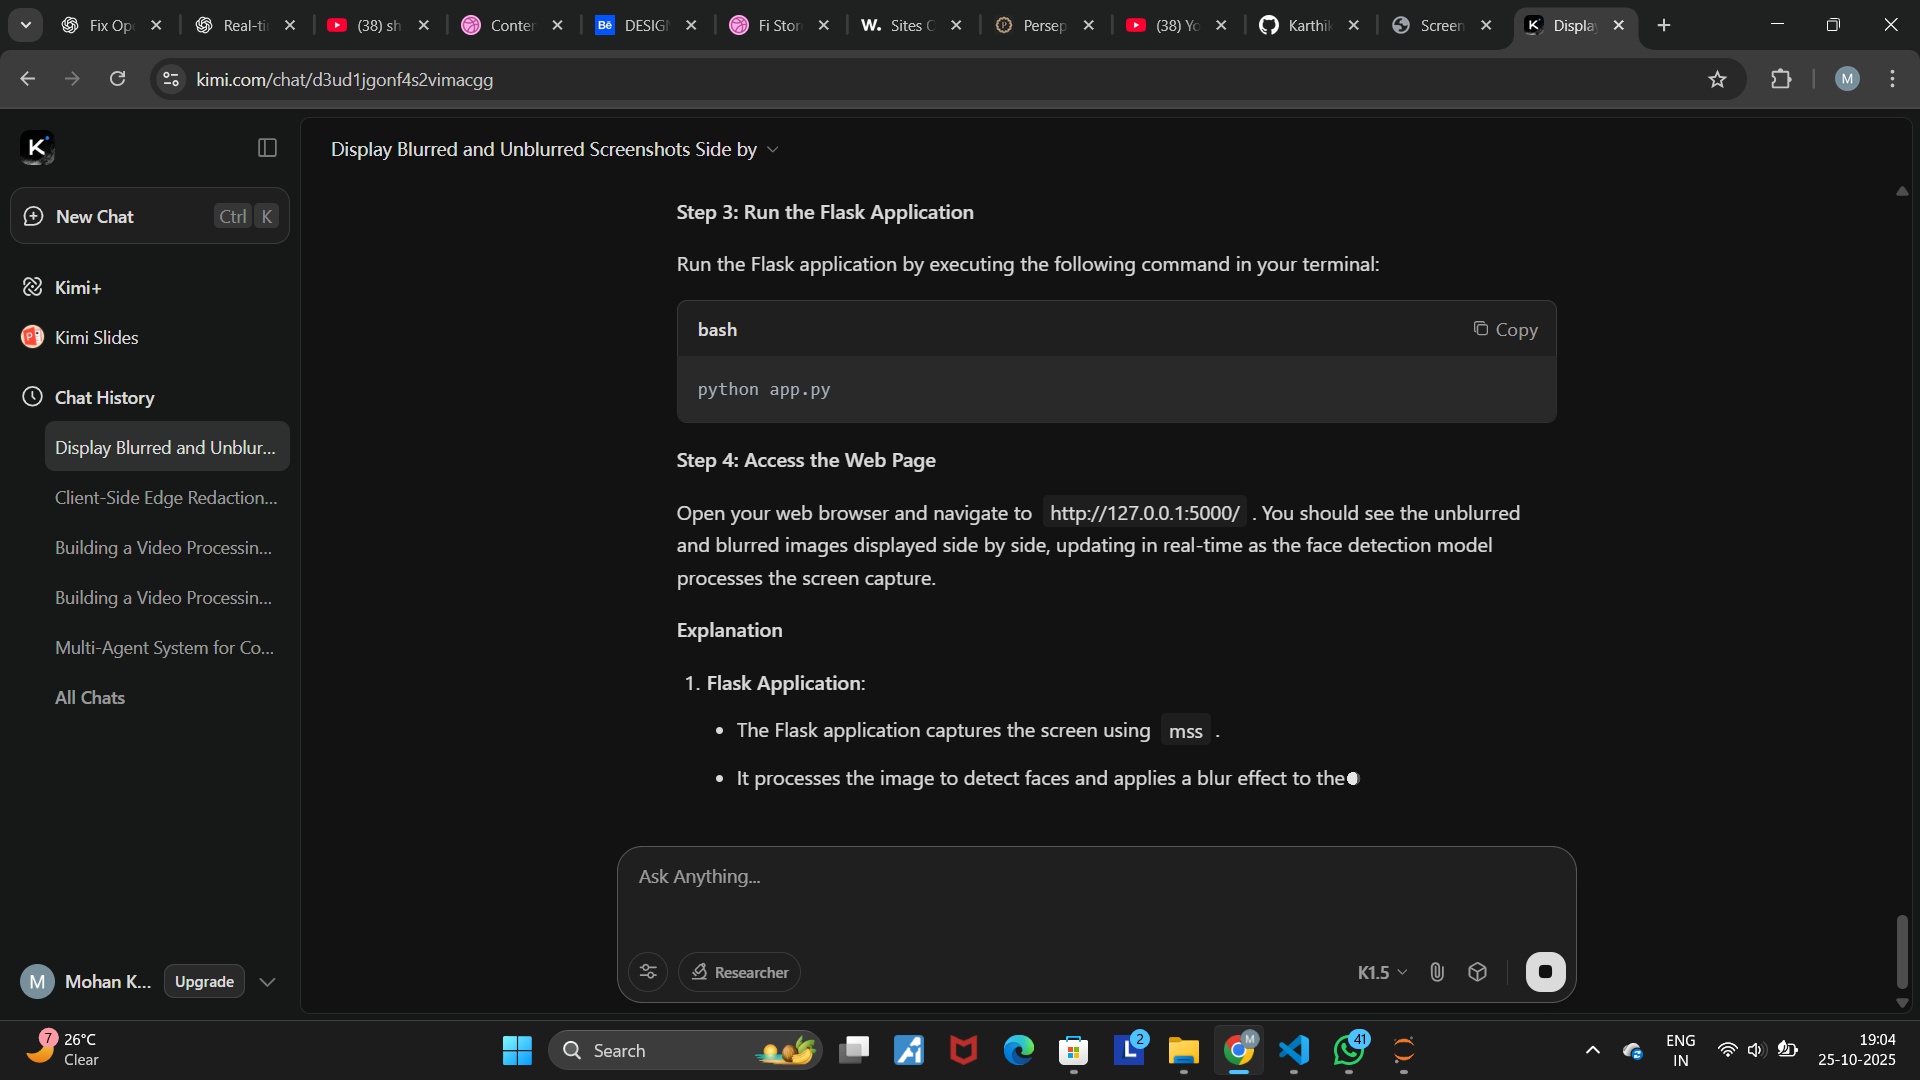 Fix Op
Real-ti
(38) sh
Conter
Bē DESIGI
Fi Stor
W. Sites C
Persep
(38) Yo
Karthik
Screen
Displa
kimi.com/chat/d3ud1jgonf4s2vimacgg
M
K
Display Blurred and Unblurred Screenshots Side by
New Chat Ctrl K
Kimi+
Kimi Slides
Chat History
Display Blurred and Unblur...
Client-Side Edge Redaction...
Building a Video Processin...
Building a Video Processin...
Multi-Agent System for Co...
All Chats
M Mohan K... Upgrade
Step 3: Run the Flask Application
Run the Flask application by executing the following command in your terminal:
bash Copy
python app.py
Step 4: Access the Web Page
Open your web browser and navigate to http://127.0.0.1:5000/ . You should see the unblurred
and blurred images displayed side by side, updating in real-time as the face detection model
processes the screen capture.
Explanation
1. Flask Application:
• The Flask application captures the screen using mss .
• It processes the image to detect faces and applies a blur effect to the
Ask Anything...
Researcher
K1.5
7 26°C
Clear
Search
L 2
M
41
ENG
IN
19:04
25-10-2025